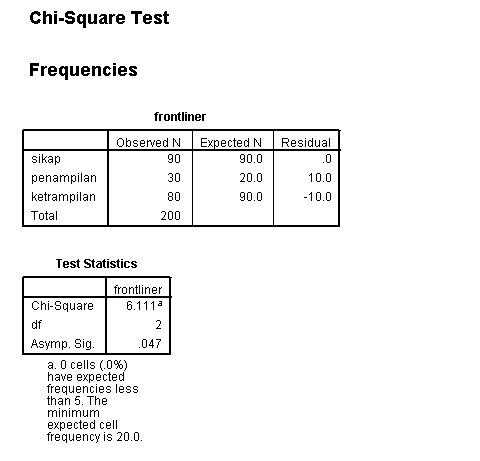 Chi-Square Test
Frequencies
frontliner
Observed N Expected N Residual
sikap 90 90.0 .0
penampilan 30 20.0 10.0
ketrampilan 80 90.0 -10.0
Total 200
Test Statistics
frontliner
Chi-Square 6.111a
df 2
Asymp. Sig. .047
a. 0 cells (.0%)
have expected
frequencies less
than 5. The
minimum
expected cell
frequency is 20.0.